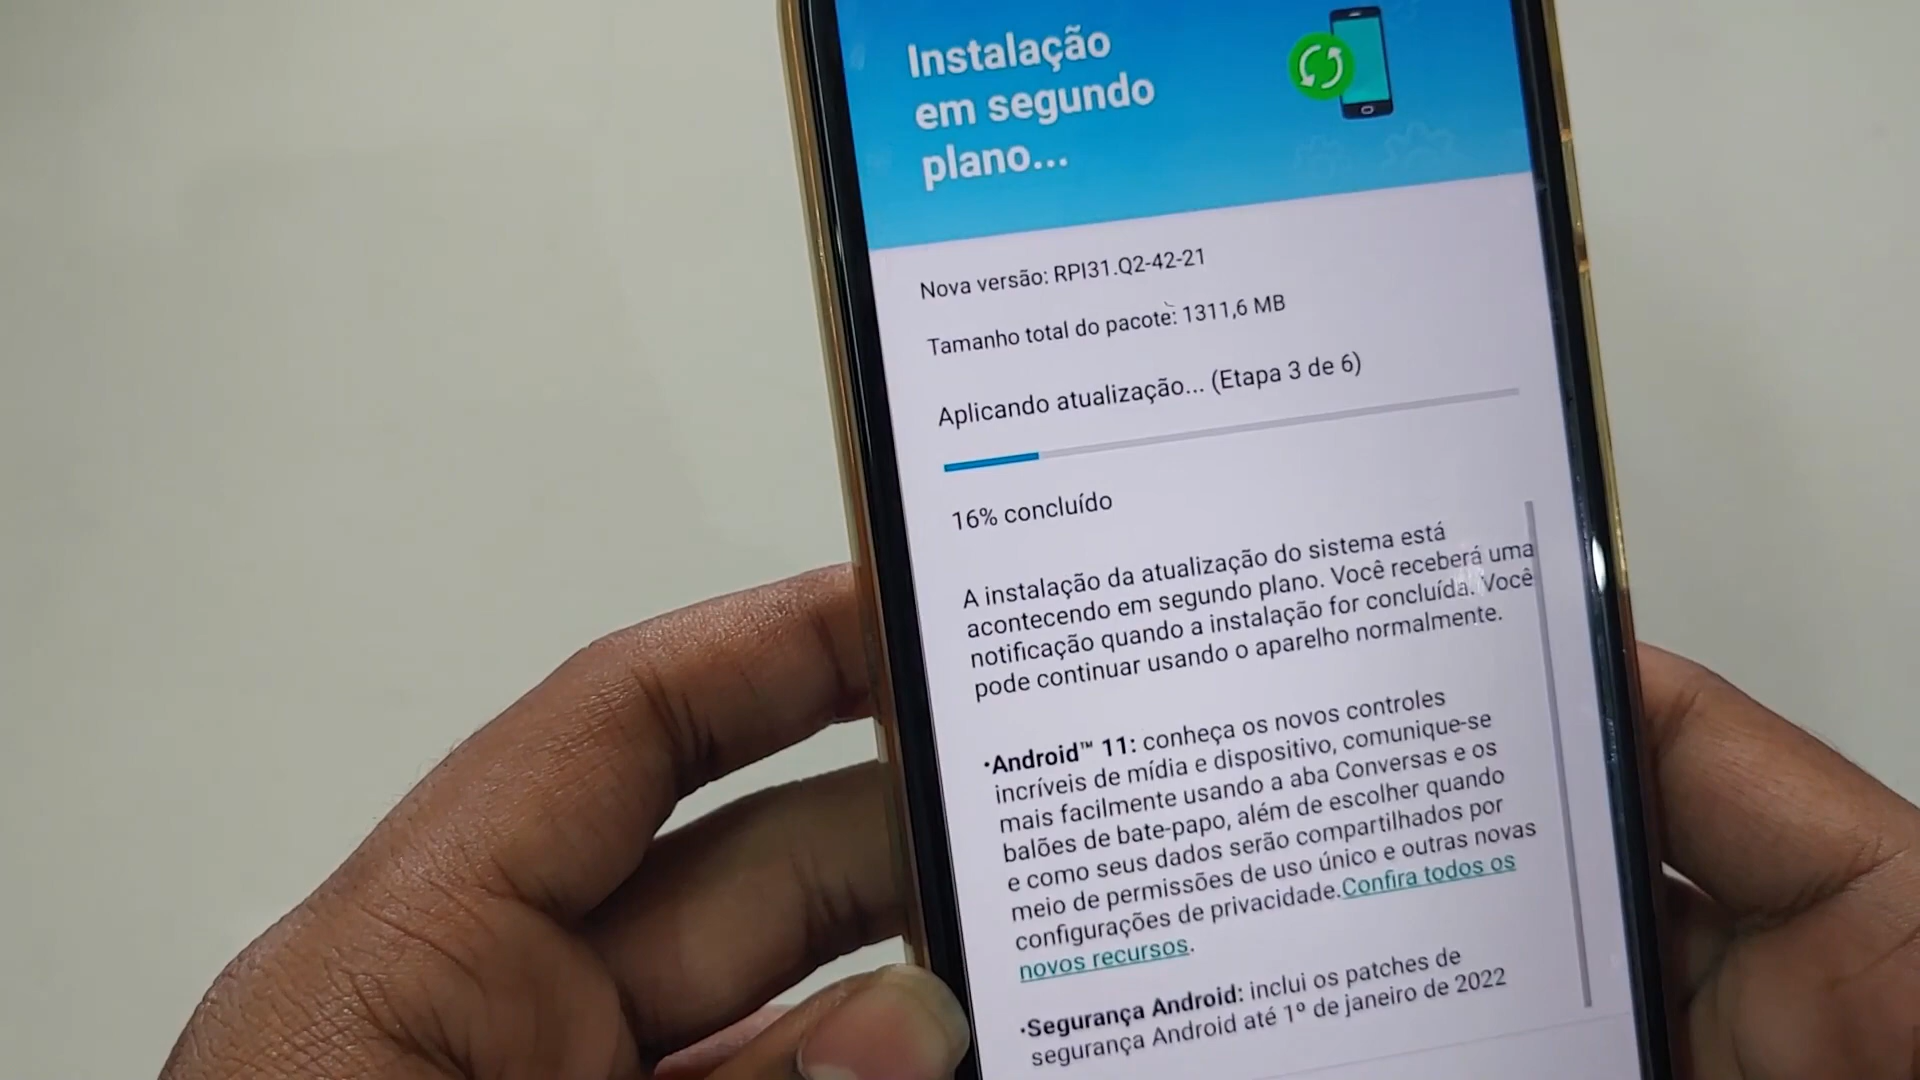 Instalação
em segundo
plano...
Nova versão: RPI31.Q2-42-21
Tamanho total do pacote: 1311,6 MB
Aplicando atualização... (Etapa 3 de 6)
16% concluído
A instalação da atualização do sistema está
acontecendo em segundo plano. Você receberá uma
notificação quando a instalação for concluída. Você
pode continuar usando o aparelho normalmente.
•Android™ 11: conheça os novos controles
incríveis de mídia e dispositivo, comunique-se
mais facilmente usando a aba Conversas e os
balões de bate-papo, além de escolher quando
e como seus dados serão compartilhados por
meio de permissões de uso único e outras novas
configurações de privacidade.Confira todos os
novos recursos.
•Segurança Android: inclui os patches de
segurança Android até 1º de janeiro de 2022